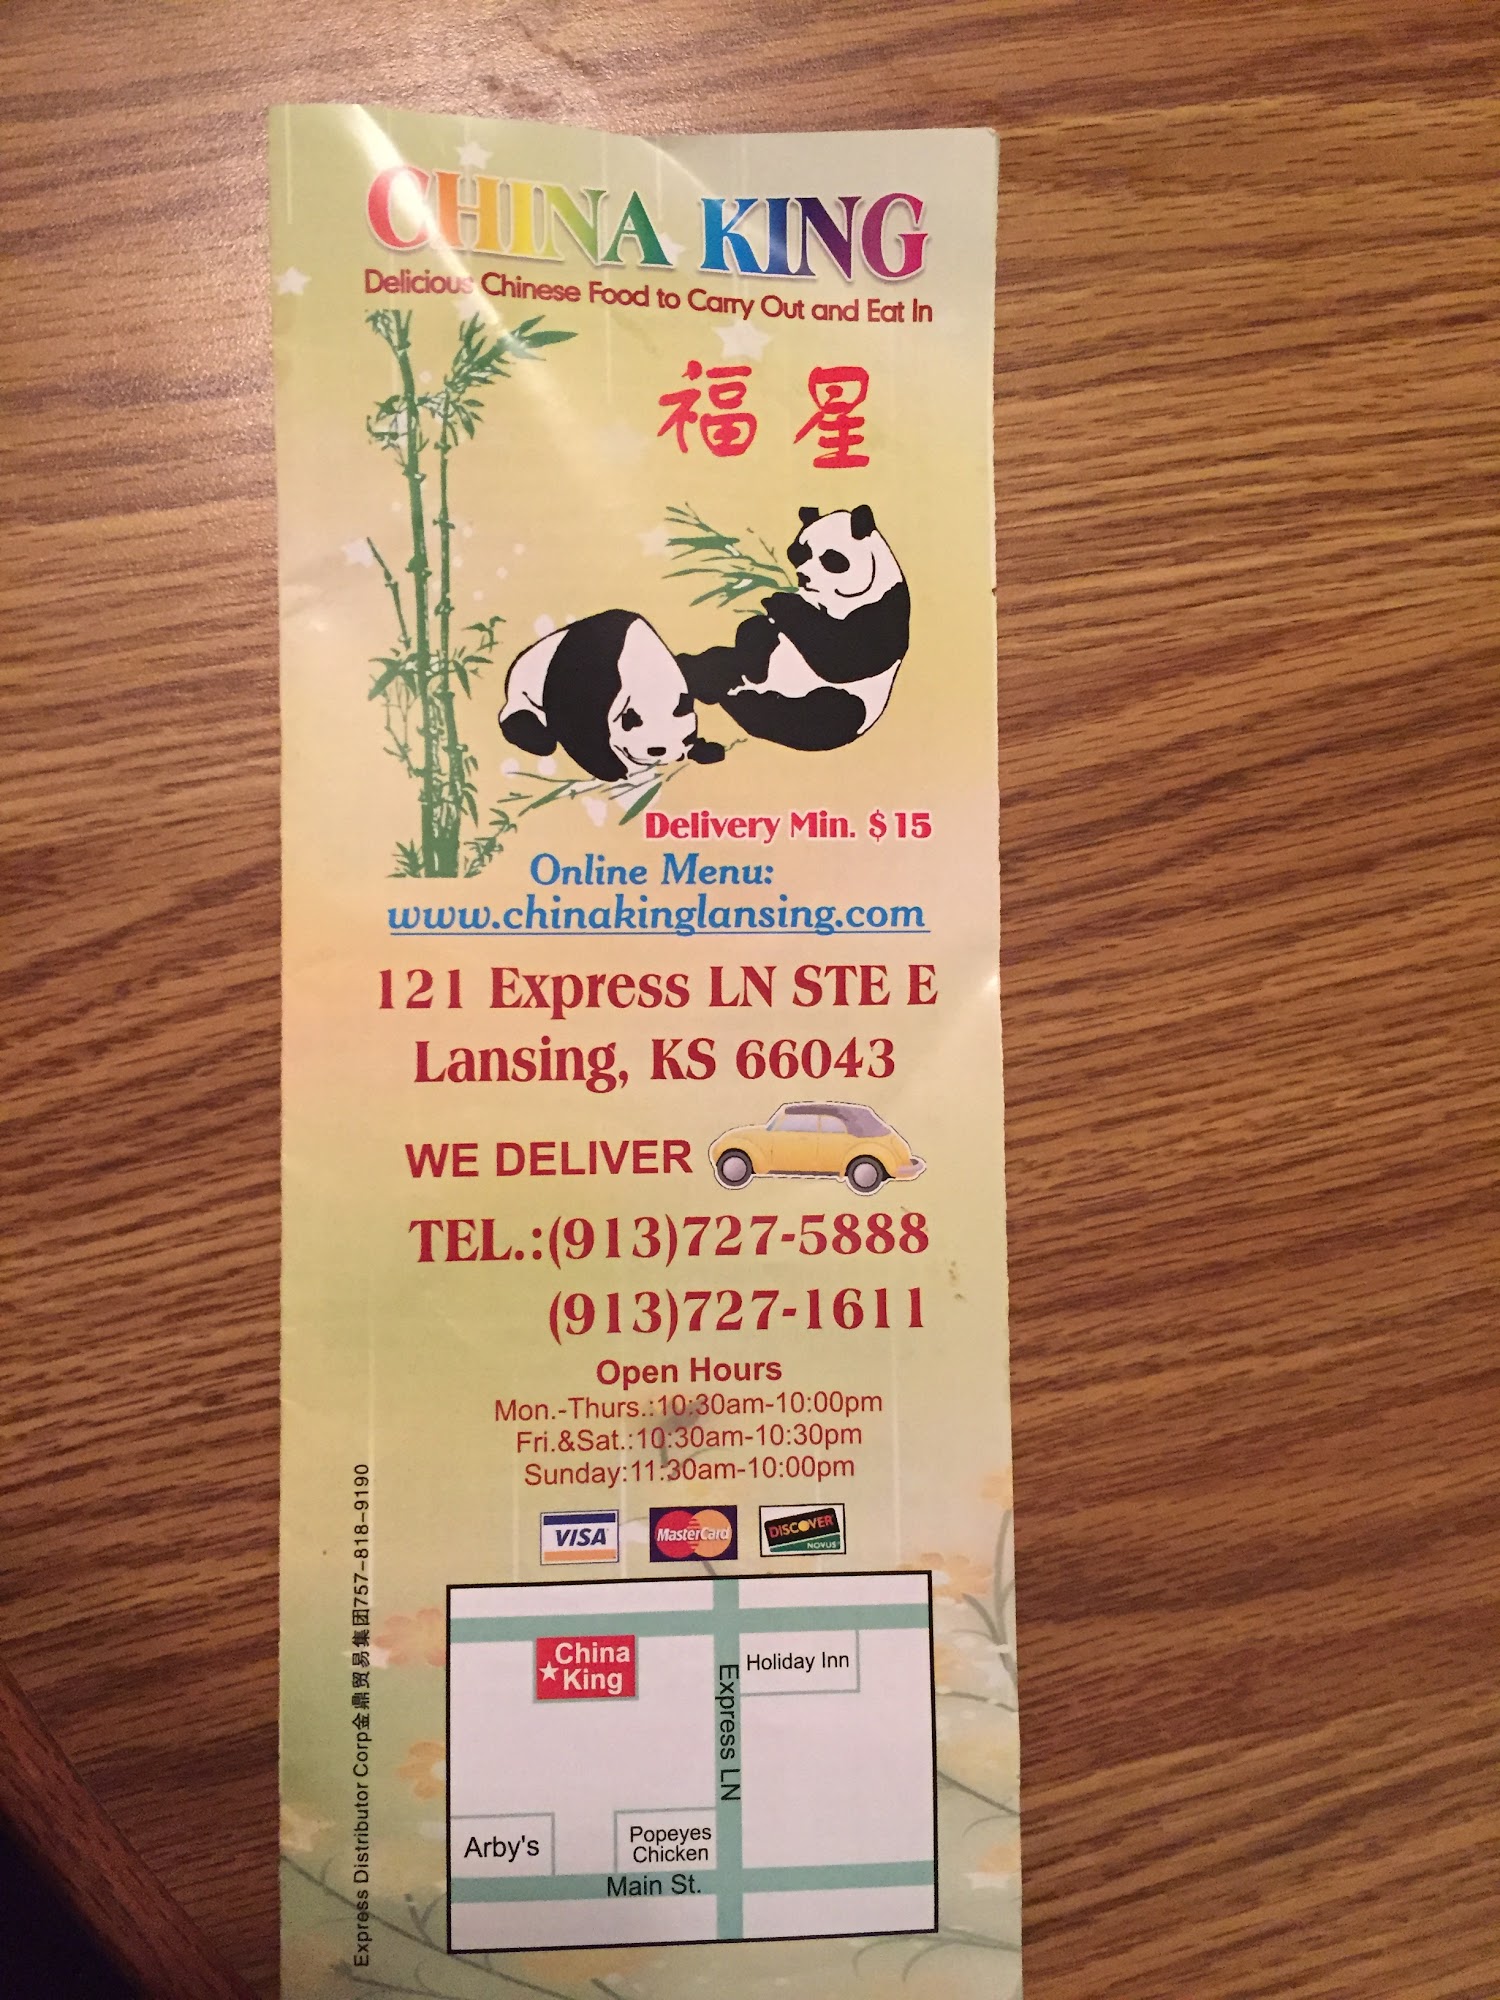 CHINA KING
Delicious Chinese Food to Carry Out and Eat In
福 星
Delivery Min. $15
Online Menu:
www.chinakinglansing.com
121 Express LN STE E
Lansing, KS 66043
WE DELIVER
TEL.:(913)727-5888
(913)727-1611
Open Hours
Mon.-Thurs.:10:30am-10:00pm
Fri.&Sat.:10:30am-10:30pm
Sunday:11:30am-10:00pm
VISA MasterCard DISCOVER
NOVUS
China
King
Holiday Inn
Express LN
Arby's
Popeyes
Chicken
Main St.
Express Distributor Corp金鼎贸易集团757-818-9190